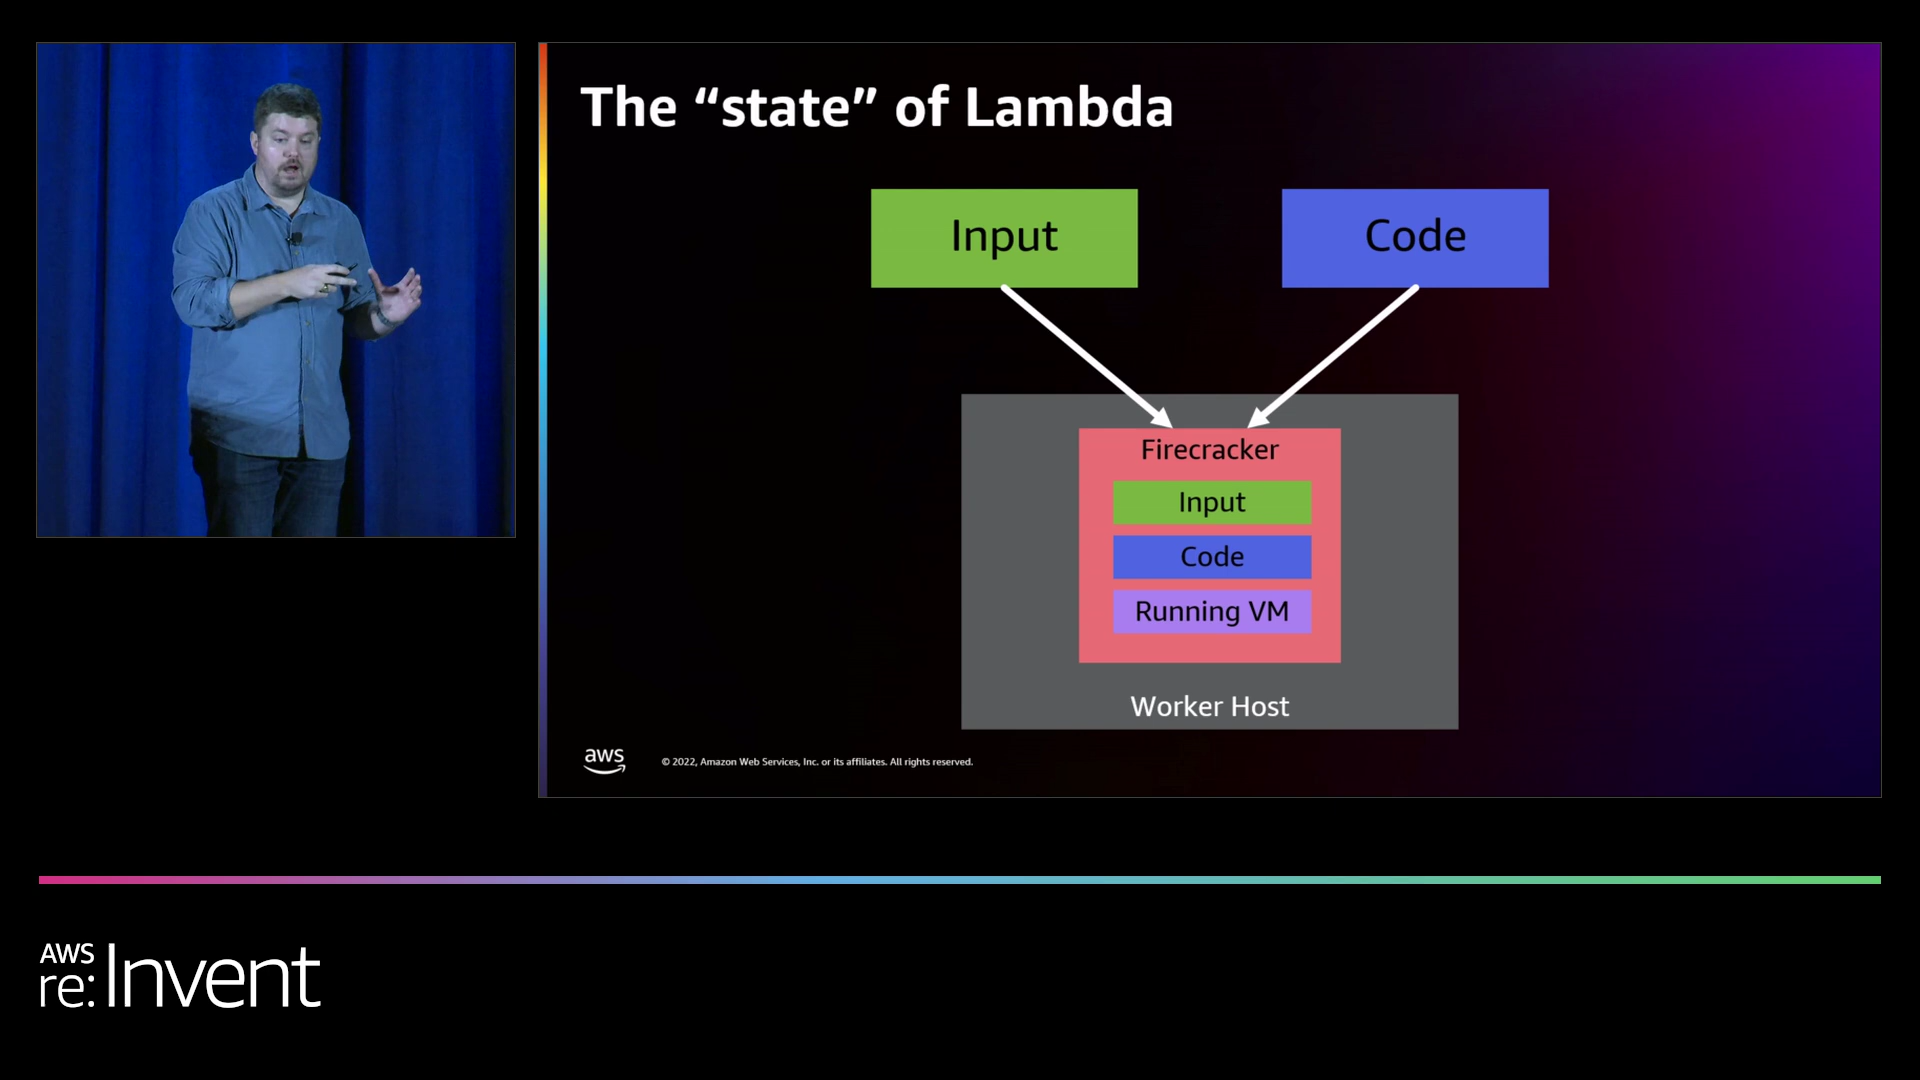 The “state” of Lambda
Input
Code
Firecracker
Input
Code
Running VM
Worker Host
aws
© 2022, Amazon Web Services, Inc. or its affiliates. All rights reserved.
AWS
re:Invent